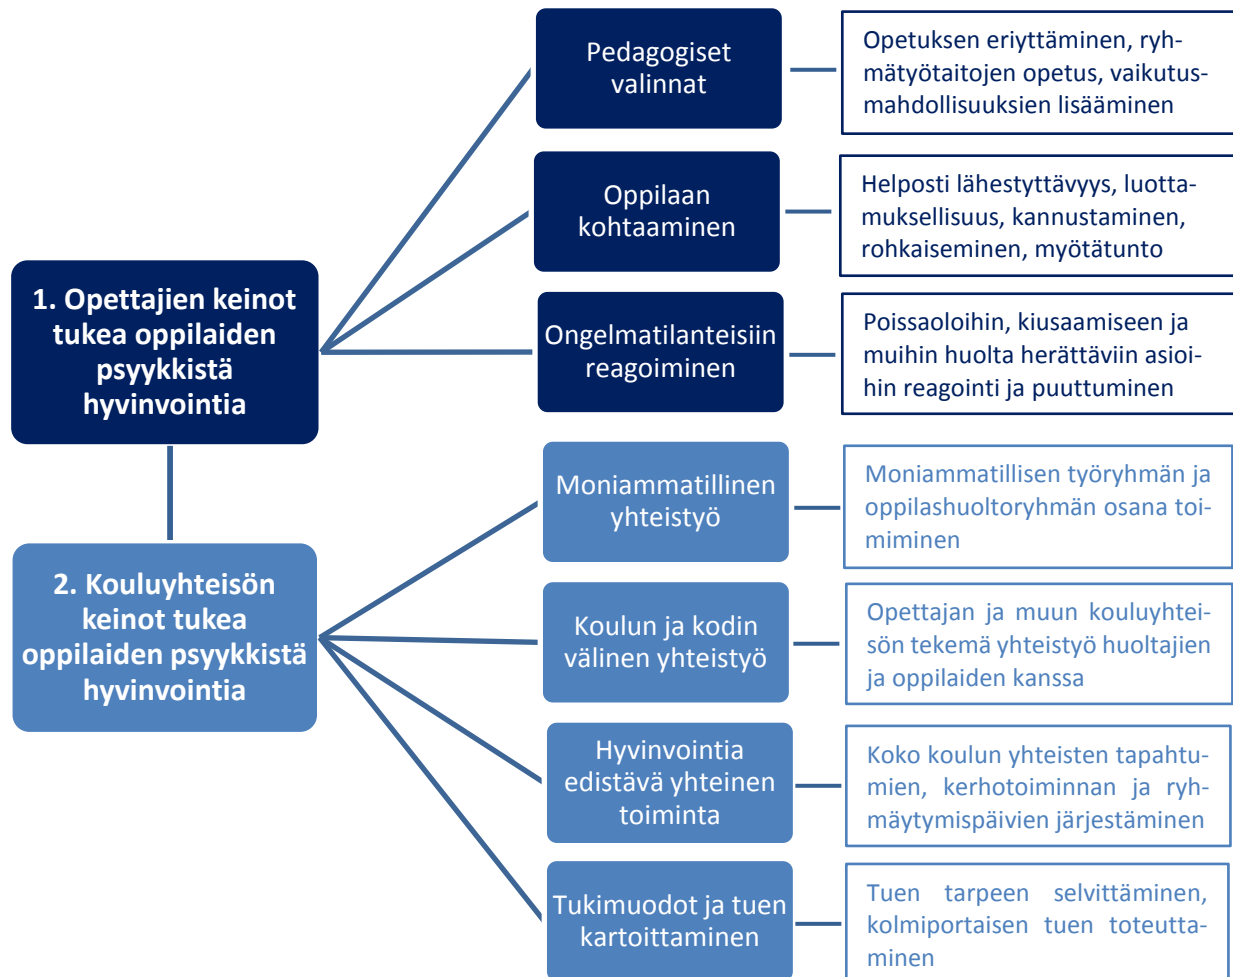 Pedagogiset
valinnat
Opetuksen eriyttäminen, ryh-
mätyötaitojen opetus, vaikutus-
mahdollisuuksien lisääminen
Oppilaan
kohtaaminen
Helposti lähestyttävyys, luotta-
muksellisuus, kannustaminen,
rohkaiseminen, myötätunto
1. Opettajien keinot
tukea oppilaiden
psyykkistä
hyvinvointia
Ongelmatilanteisiin
reagoiminen
Poissaoloihin, kiusaamiseen ja
muihin huolta herättäviin asioi-
hin reagointi ja puuttuminen
Moniammatillinen
yhteistyö
Moniammatillisen työryhmän ja
oppilashuoltoryhmän osana toi-
miminen
2. Kouluyhteisön
keinot tukea
oppilaiden psyykkistä
hyvinvointia
Koulun ja kodin
välinen yhteistyö
Opettajan ja muun kouluyhtei-
sön tekemä yhteistyö huoltajien
ja oppilaiden kanssa
Hyvinvointia
edistävä yhteinen
toiminta
Koko koulun yhteisten tapahtu-
mien, kerhotoiminnan ja ryh-
mäytymispäivien järjestäminen
Tukimuodot ja tuen
kartoittaminen
Tuen tarpeen selvittäminen,
kolmiportaisen tuen toteutta-
minen